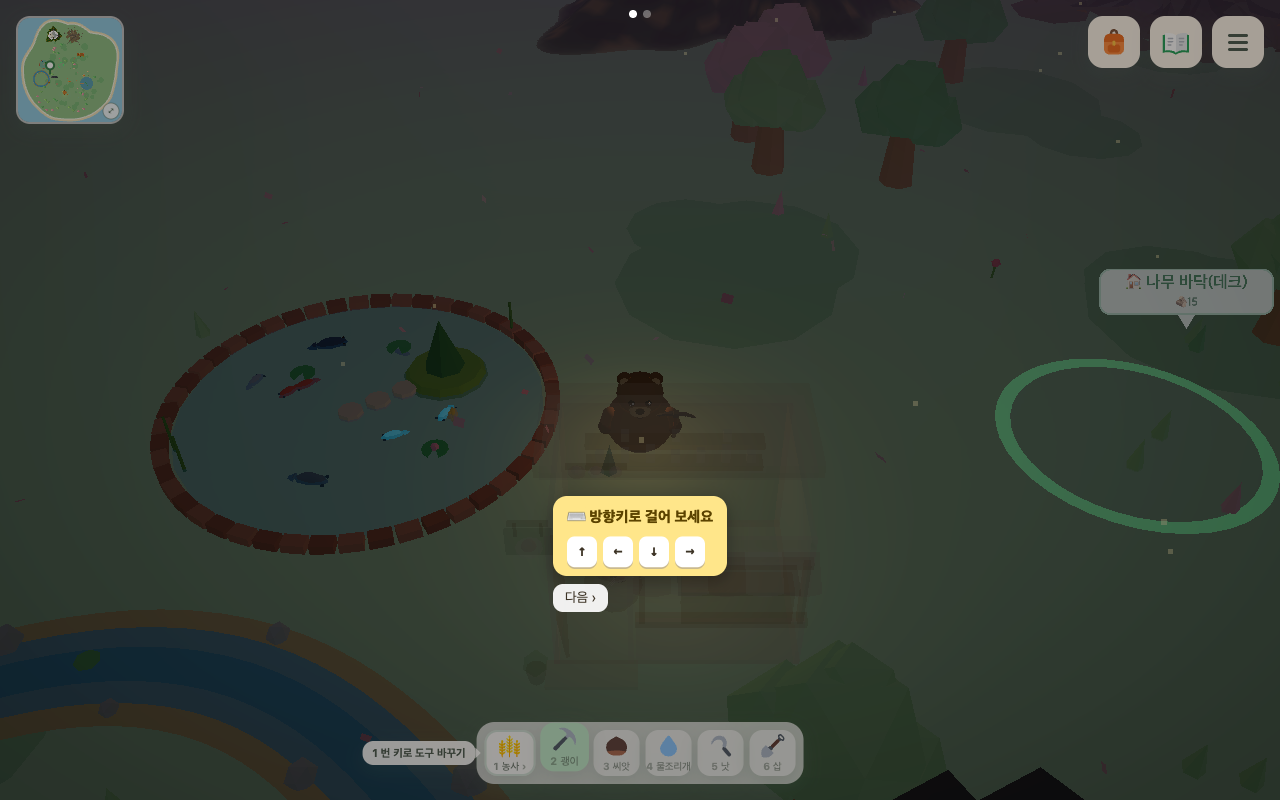 나무 바닥(데크)
15
방향키로 걸어 보세요
↑ ← ↓ →
다음 ›
1 번 키로 도구 바꾸기
1 농사 ›
2 괭이
3 씨앗
4 물조리개
5 낫
6 삽